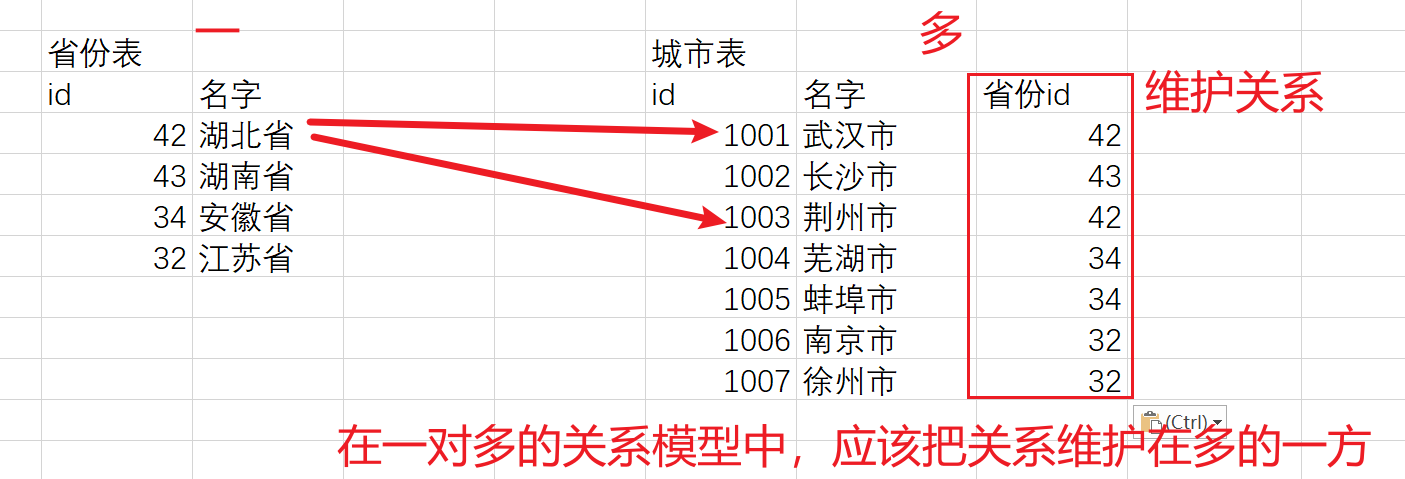 一 多
省份表 城市表
id 名字 id 名字 省份id 维护关系
42 湖北省 1001 武汉市 42
43 湖南省 1002 长沙市 43
34 安徽省 1003 荆州市 42
32 江苏省 1004 芜湖市 34
1005 蚌埠市 34
1006 南京市 32
1007 徐州市 32
(Ctrl)
在一对多的关系模型中，应该把关系维护在多的一方